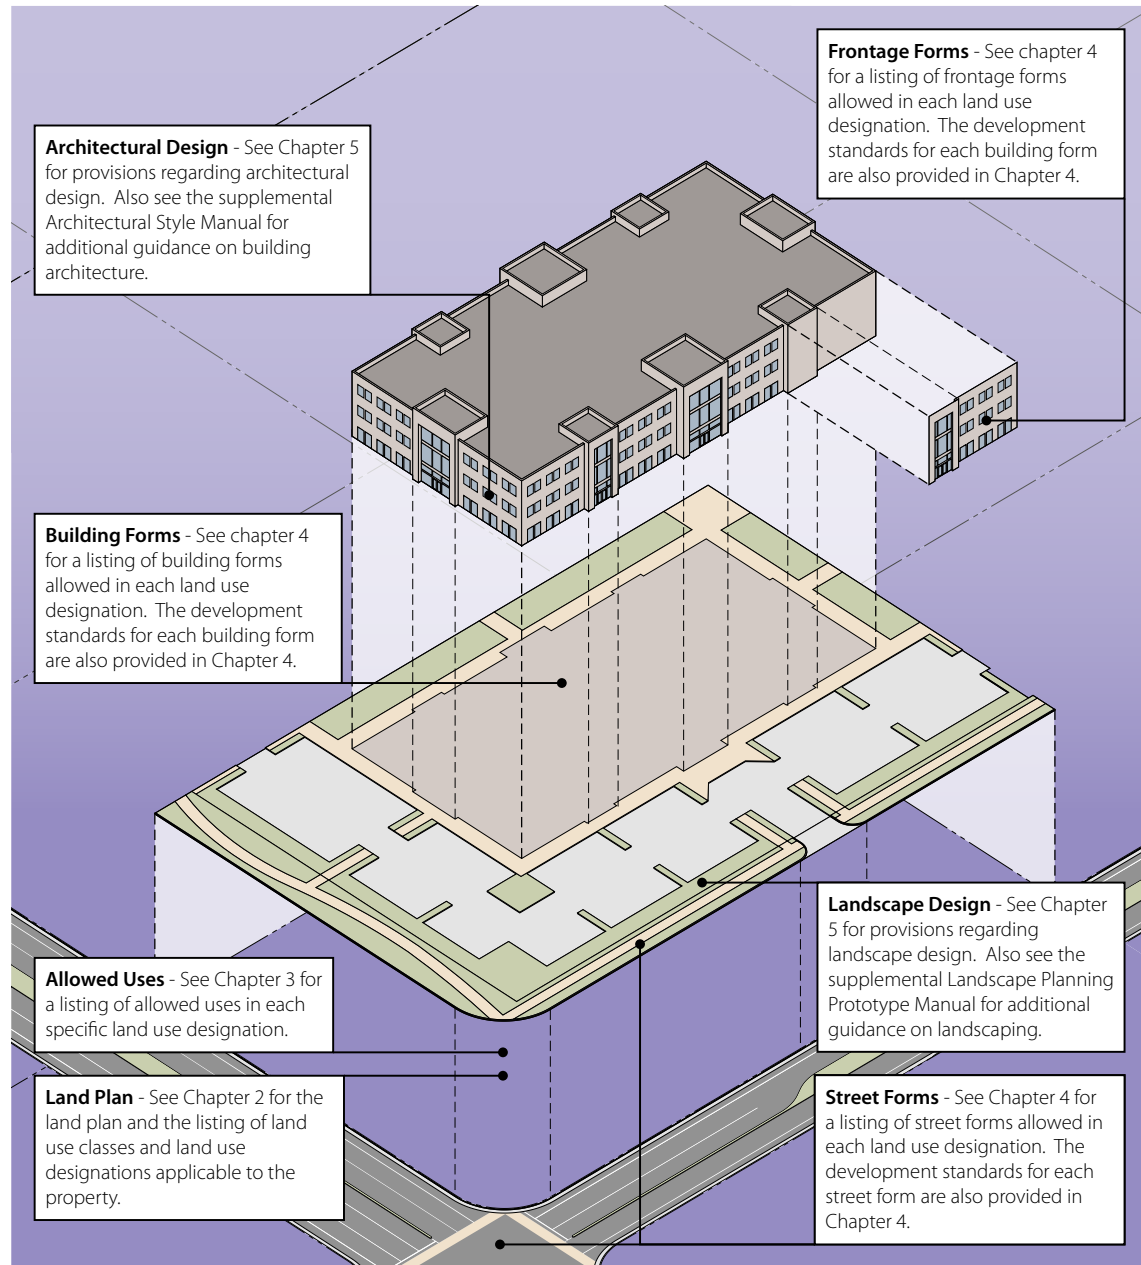 Frontage Forms - See chapter 4
for a listing of frontage forms
allowed in each land use
designation. The development
standards for each building form
are also provided in Chapter 4.
Architectural Design - See Chapter 5
for provisions regarding architectural
design. Also see the supplemental
Architectural Style Manual for
additional guidance on building
architecture.
Building Forms - See chapter 4
for a listing of building forms
allowed in each land use
designation. The development
standards for each building form
are also provided in Chapter 4.
Landscape Design - See Chapter
5 for provisions regarding
landscape design. Also see the
supplemental Landscape Planning
Prototype Manual for additional
guidance on landscaping.
Allowed Uses - See Chapter 3 for
a listing of allowed uses in each
specific land use designation.
Land Plan - See Chapter 2 for the
land plan and the listing of land
use classes and land use
designations applicable to the
property.
Street Forms - See Chapter 4 for
a listing of street forms allowed in
each land use designation. The
development standards for each
street form are also provided in
Chapter 4.